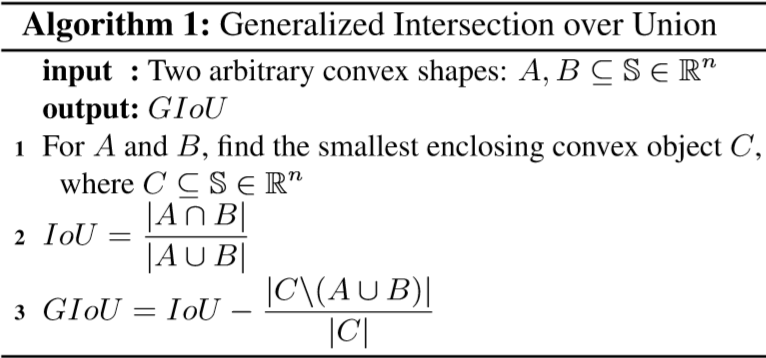 Algorithm 1: Generalized Intersection over Union
input : Two arbitrary convex shapes: A, B ⊆ 𝕊 ∈ ℝⁿ
output: GIoU
1 For A and B, find the smallest enclosing convex object C,
where C ⊆ 𝕊 ∈ ℝⁿ
2 IoU = |A ∩ B| / |A ∪ B|
3 GIoU = IoU − |C\(A ∪ B)| / |C|